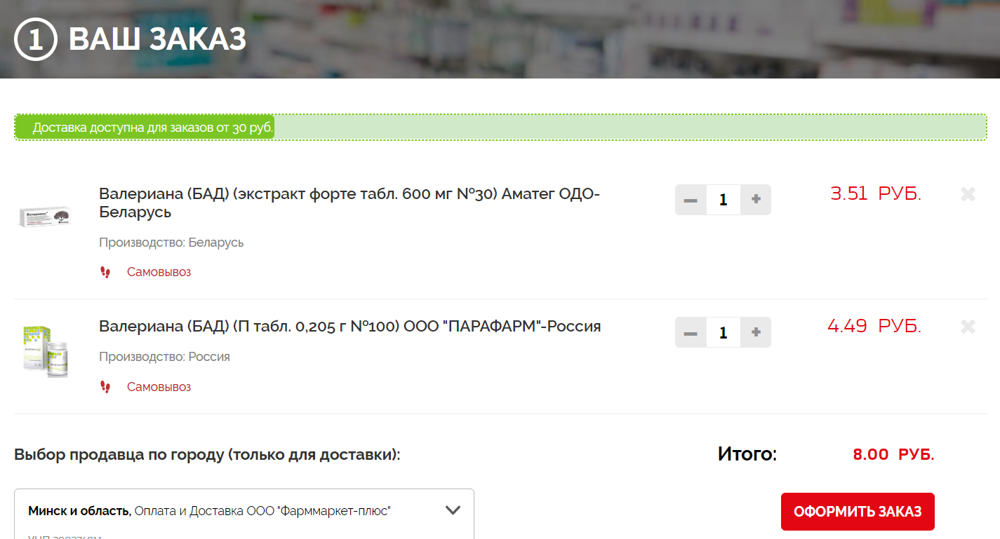 1 ВАШ ЗАКАЗ
Доставка доступна для заказов от 30 руб.
Валериана (БАД) (экстракт форте табл. 600 мг №30) Аматег ОДО-
Беларусь
1
3.51 РУБ.
Производство: Беларусь
Самовывоз
Валериана (БАД) (П табл. 0,205 г №100) ООО "ПАРАФАРМ"-Россия
1
4.49 РУБ.
Производство: Россия
Самовывоз
Выбор продавца по городу (только для доставки):
Итого:
8.00 РУБ.
Минск и область, Оплата и Доставка ООО "Фарммаркет-плюс"
ОФОРМИТЬ ЗАКАЗ